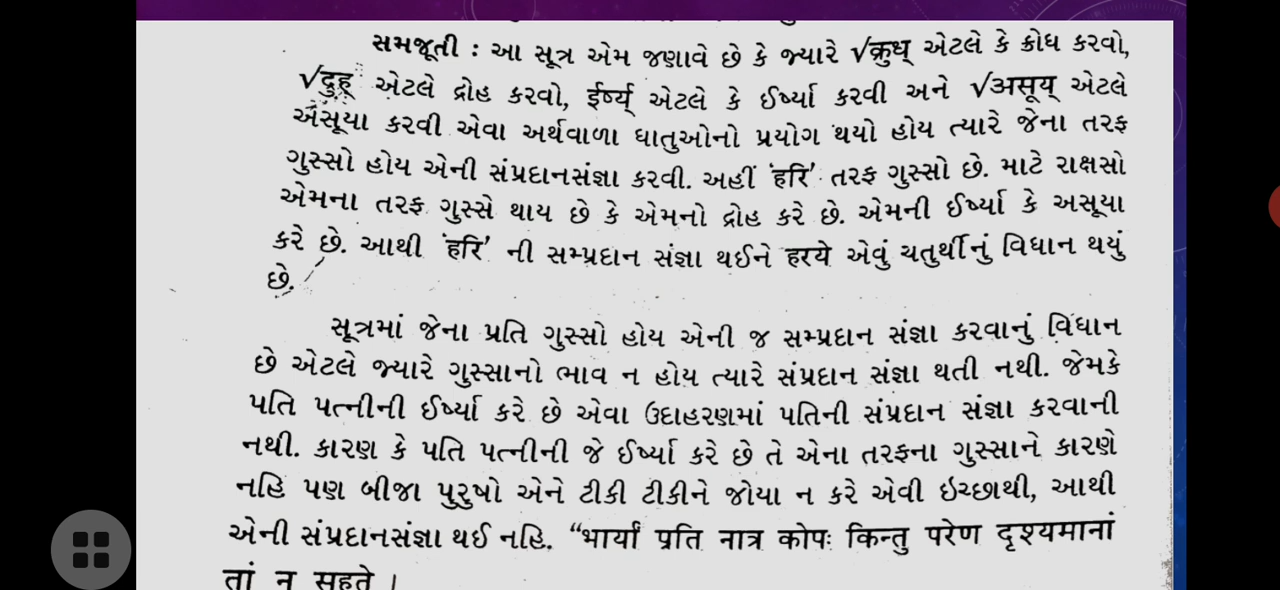 સમજૂતી : આ સૂત્ર એમ જણાવે છે કે જ્યારે √क्रुध् એટલે કે ક્રોધ કરવો,
√द्रुह् એટલે દ્રોહ કરવો, ईर्ष्य् એટલે કે ઈર્ષ્યા કરવી અને √असूय् એટલે
અસૂયા કરવી એવા અર્થવાળા ધાતુઓનો પ્રયોગ થયો હોય ત્યારે જેના તરફ
ગુસ્સો હોય એની સંપ્રદાનસંજ્ઞા કરવી. અહીં 'हरि' તરફ ગુસ્સો છે. માટે રાક્ષસો
એમના તરફ ગુસ્સે થાય છે કે એમનો દ્રોહ કરે છે. એમની ઈર્ષ્યા કે અસૂયા
કરે છે. આથી 'हरि' ની સમ્પ્રદાન સંજ્ઞા થઈને हरये એવું ચતુર્થીનું વિધાન થયું
છે.
સૂત્રમાં જેના પ્રતિ ગુસ્સો હોય એની જ સમ્પ્રદાન સંજ્ઞા કરવાનું વિધાન
છે એટલે જ્યારે ગુસ્સાનો ભાવ ન હોય ત્યારે સંપ્રદાન સંજ્ઞા થતી નથી. જેમકે
પતિ પત્નીની ઈર્ષ્યા કરે છે એવા ઉદાહરણમાં પતિની સંપ્રદાન સંજ્ઞા કરવાની
નથી. કારણ કે પતિ પત્નીની જે ઈર્ષ્યા કરે છે તે એના તરફના ગુસ્સાને કારણે
નહિ પણ બીજા પુરુષો એને ટીકી ટીકીને જોયા ન કરે એવી ઇચ્છાથી, આથી
એની સંપ્રદાનસંજ્ઞા થઈ નહિ. “भार्यां प्रति नात्र कोपः किन्तु परेण दृश्यमानां
तां न सहते ।